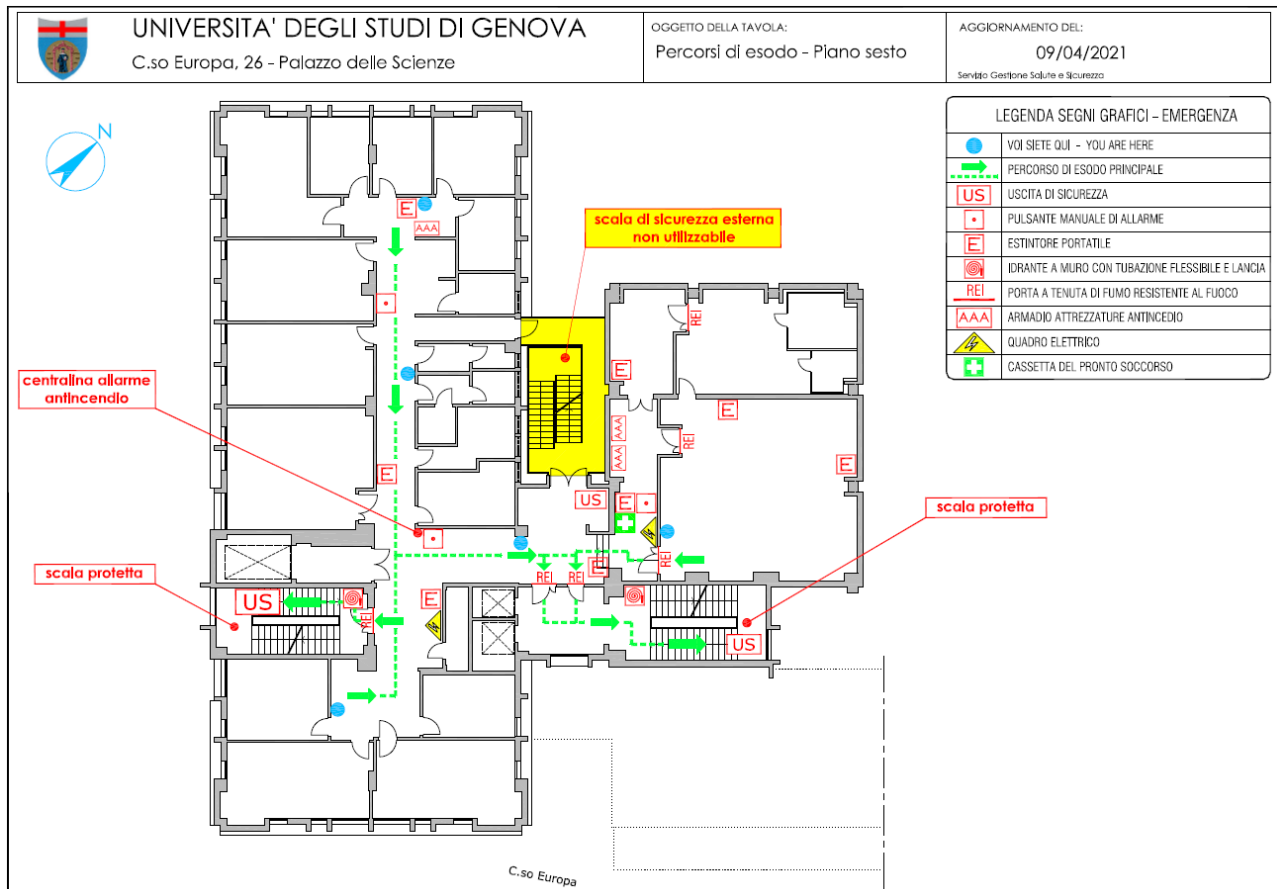 UNIVERSITA' DEGLI STUDI DI GENOVA
C.so Europa, 26 - Palazzo delle Scienze
OGGETTO DELLA TAVOLA:
Percorsi di esodo - Piano sesto
AGGIORNAMENTO DEL:
09/04/2021
Servizio Gestione Salute e Sicurezza
LEGENDA SEGNI GRAFICI - EMERGENZA
VOI SIETE QUI - YOU ARE HERE
PERCORSO DI ESODO PRINCIPALE
US
USCITA DI SICUREZZA
PULSANTE MANUALE DI ALLARME
E
ESTINTORE PORTATILE
IDRANTE A MURO CON TUBAZIONE FLESSIBILE E LANCIA
REI
PORTA A TENUTA DI FUMO RESISTENTE AL FUOCO
AAA
ARMADIO ATTREZZATURE ANTINCEDIO
QUADRO ELETTRICO
CASSETTA DEL PRONTO SOCCORSO
N
E
AAA
scala di sicurezza esterna
non utilizzabile
REI
E
centralina allarme
antincendio
E
AAA
REI
AAA
E
E
US
E
scala protetta
REI
E
REI
REI
scala protetta
US
E
REI
US
C.so Europa